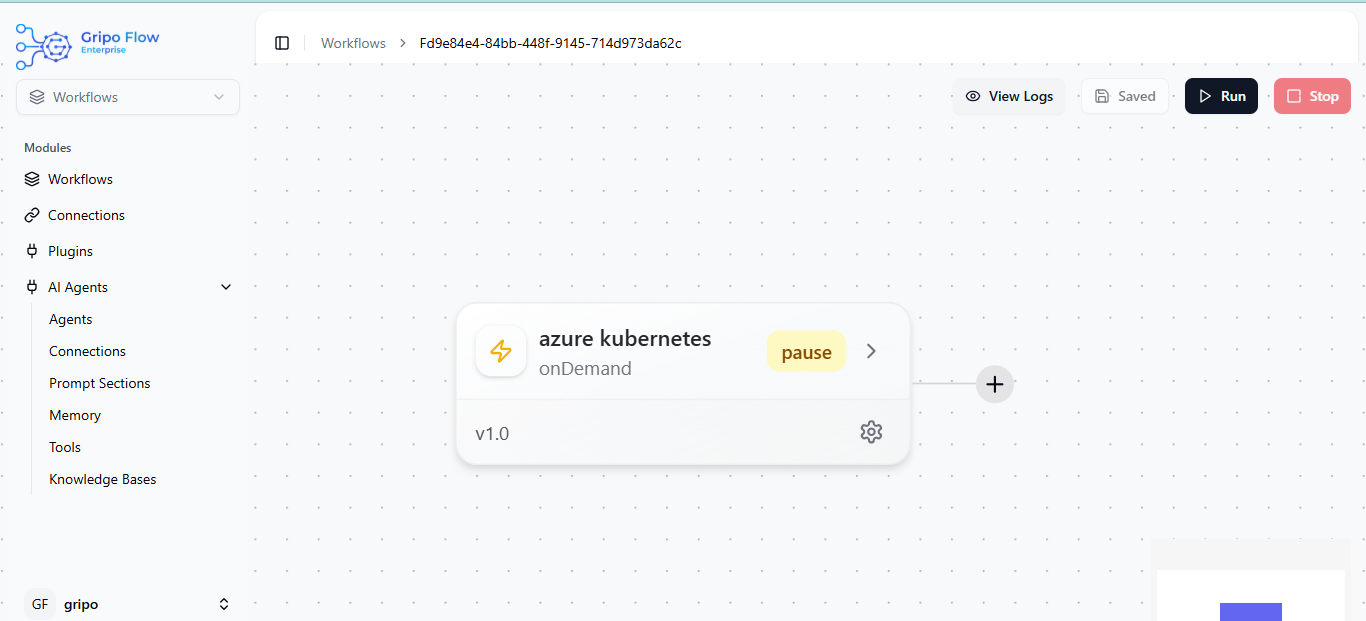 Gripo Flow
Enterprise
Workflows
Modules
Workflows
Connections
Plugins
AI Agents
Agents
Connections
Prompt Sections
Memory
Tools
Knowledge Bases
GF gripo
Workflows > Fd9e84e4-84bb-448f-9145-714d973da62c
View Logs Saved Run Stop
azure kubernetes
onDemand
pause
v1.0